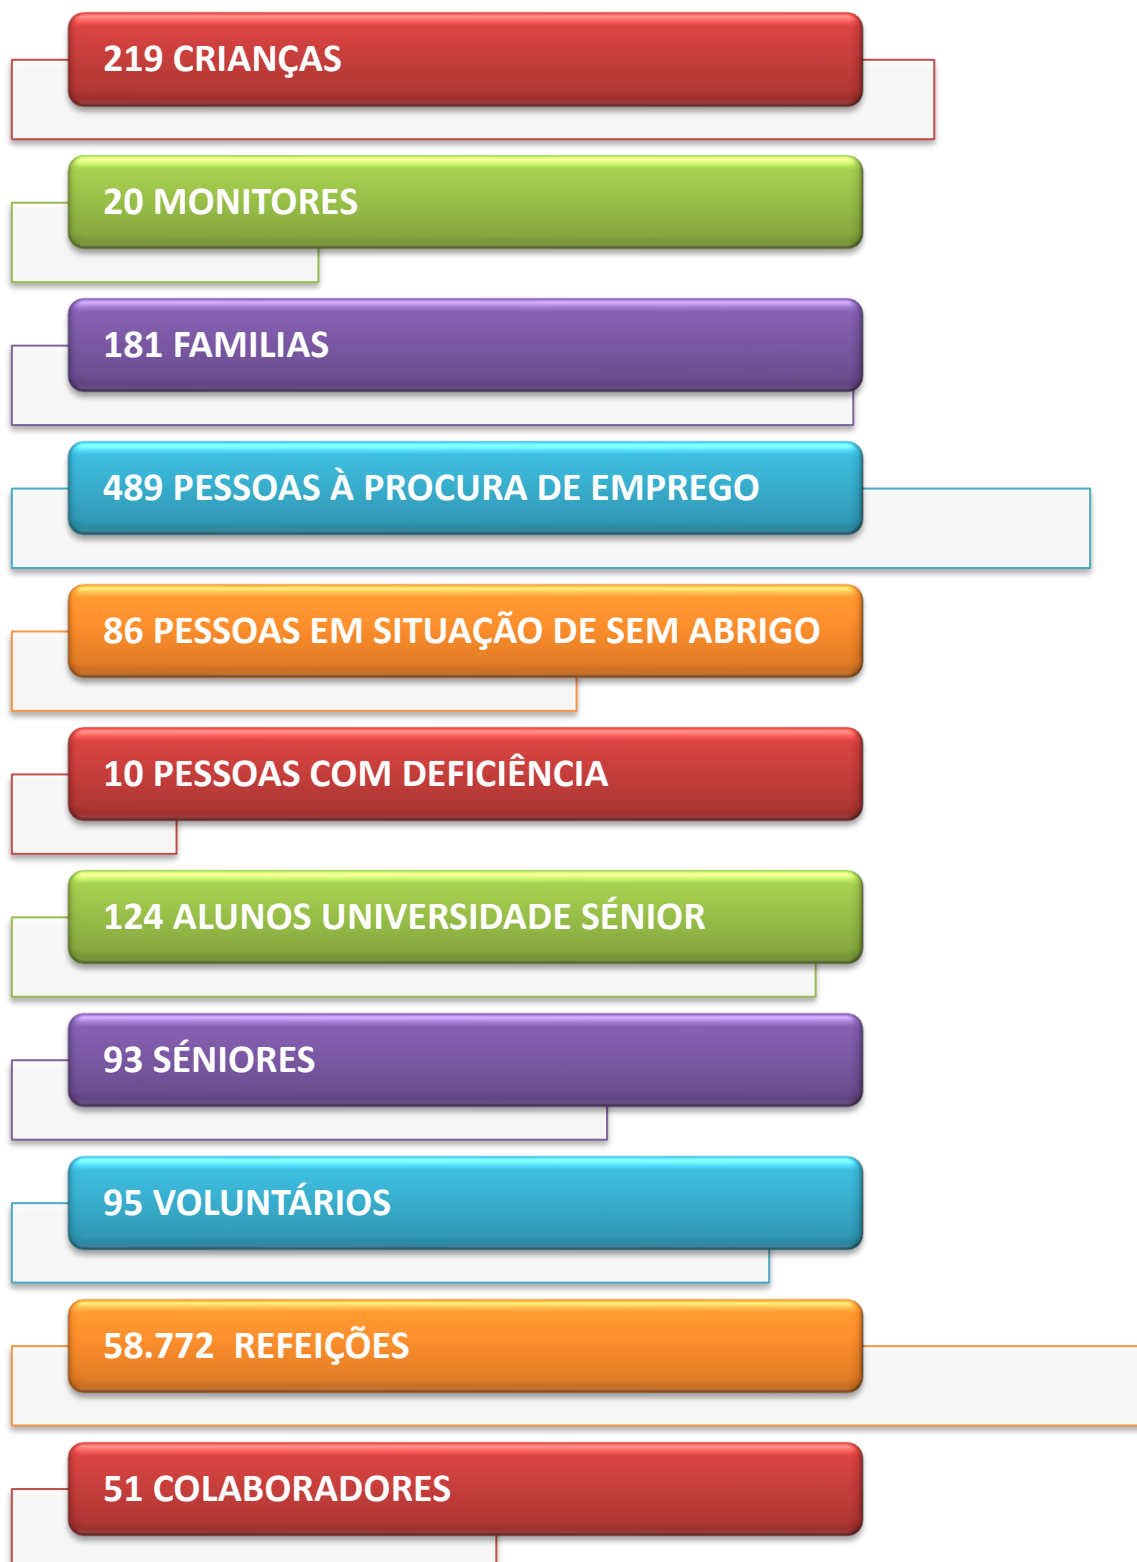 219 CRIANÇAS
20 MONITORES
181 FAMILIAS
489 PESSOAS À PROCURA DE EMPREGO
86 PESSOAS EM SITUAÇÃO DE SEM ABRIGO
10 PESSOAS COM DEFICIÊNCIA
124 ALUNOS UNIVERSIDADE SÉNIOR
93 SÉNIORES
95 VOLUNTÁRIOS
58.772 REFEIÇÕES
51 COLABORADORES